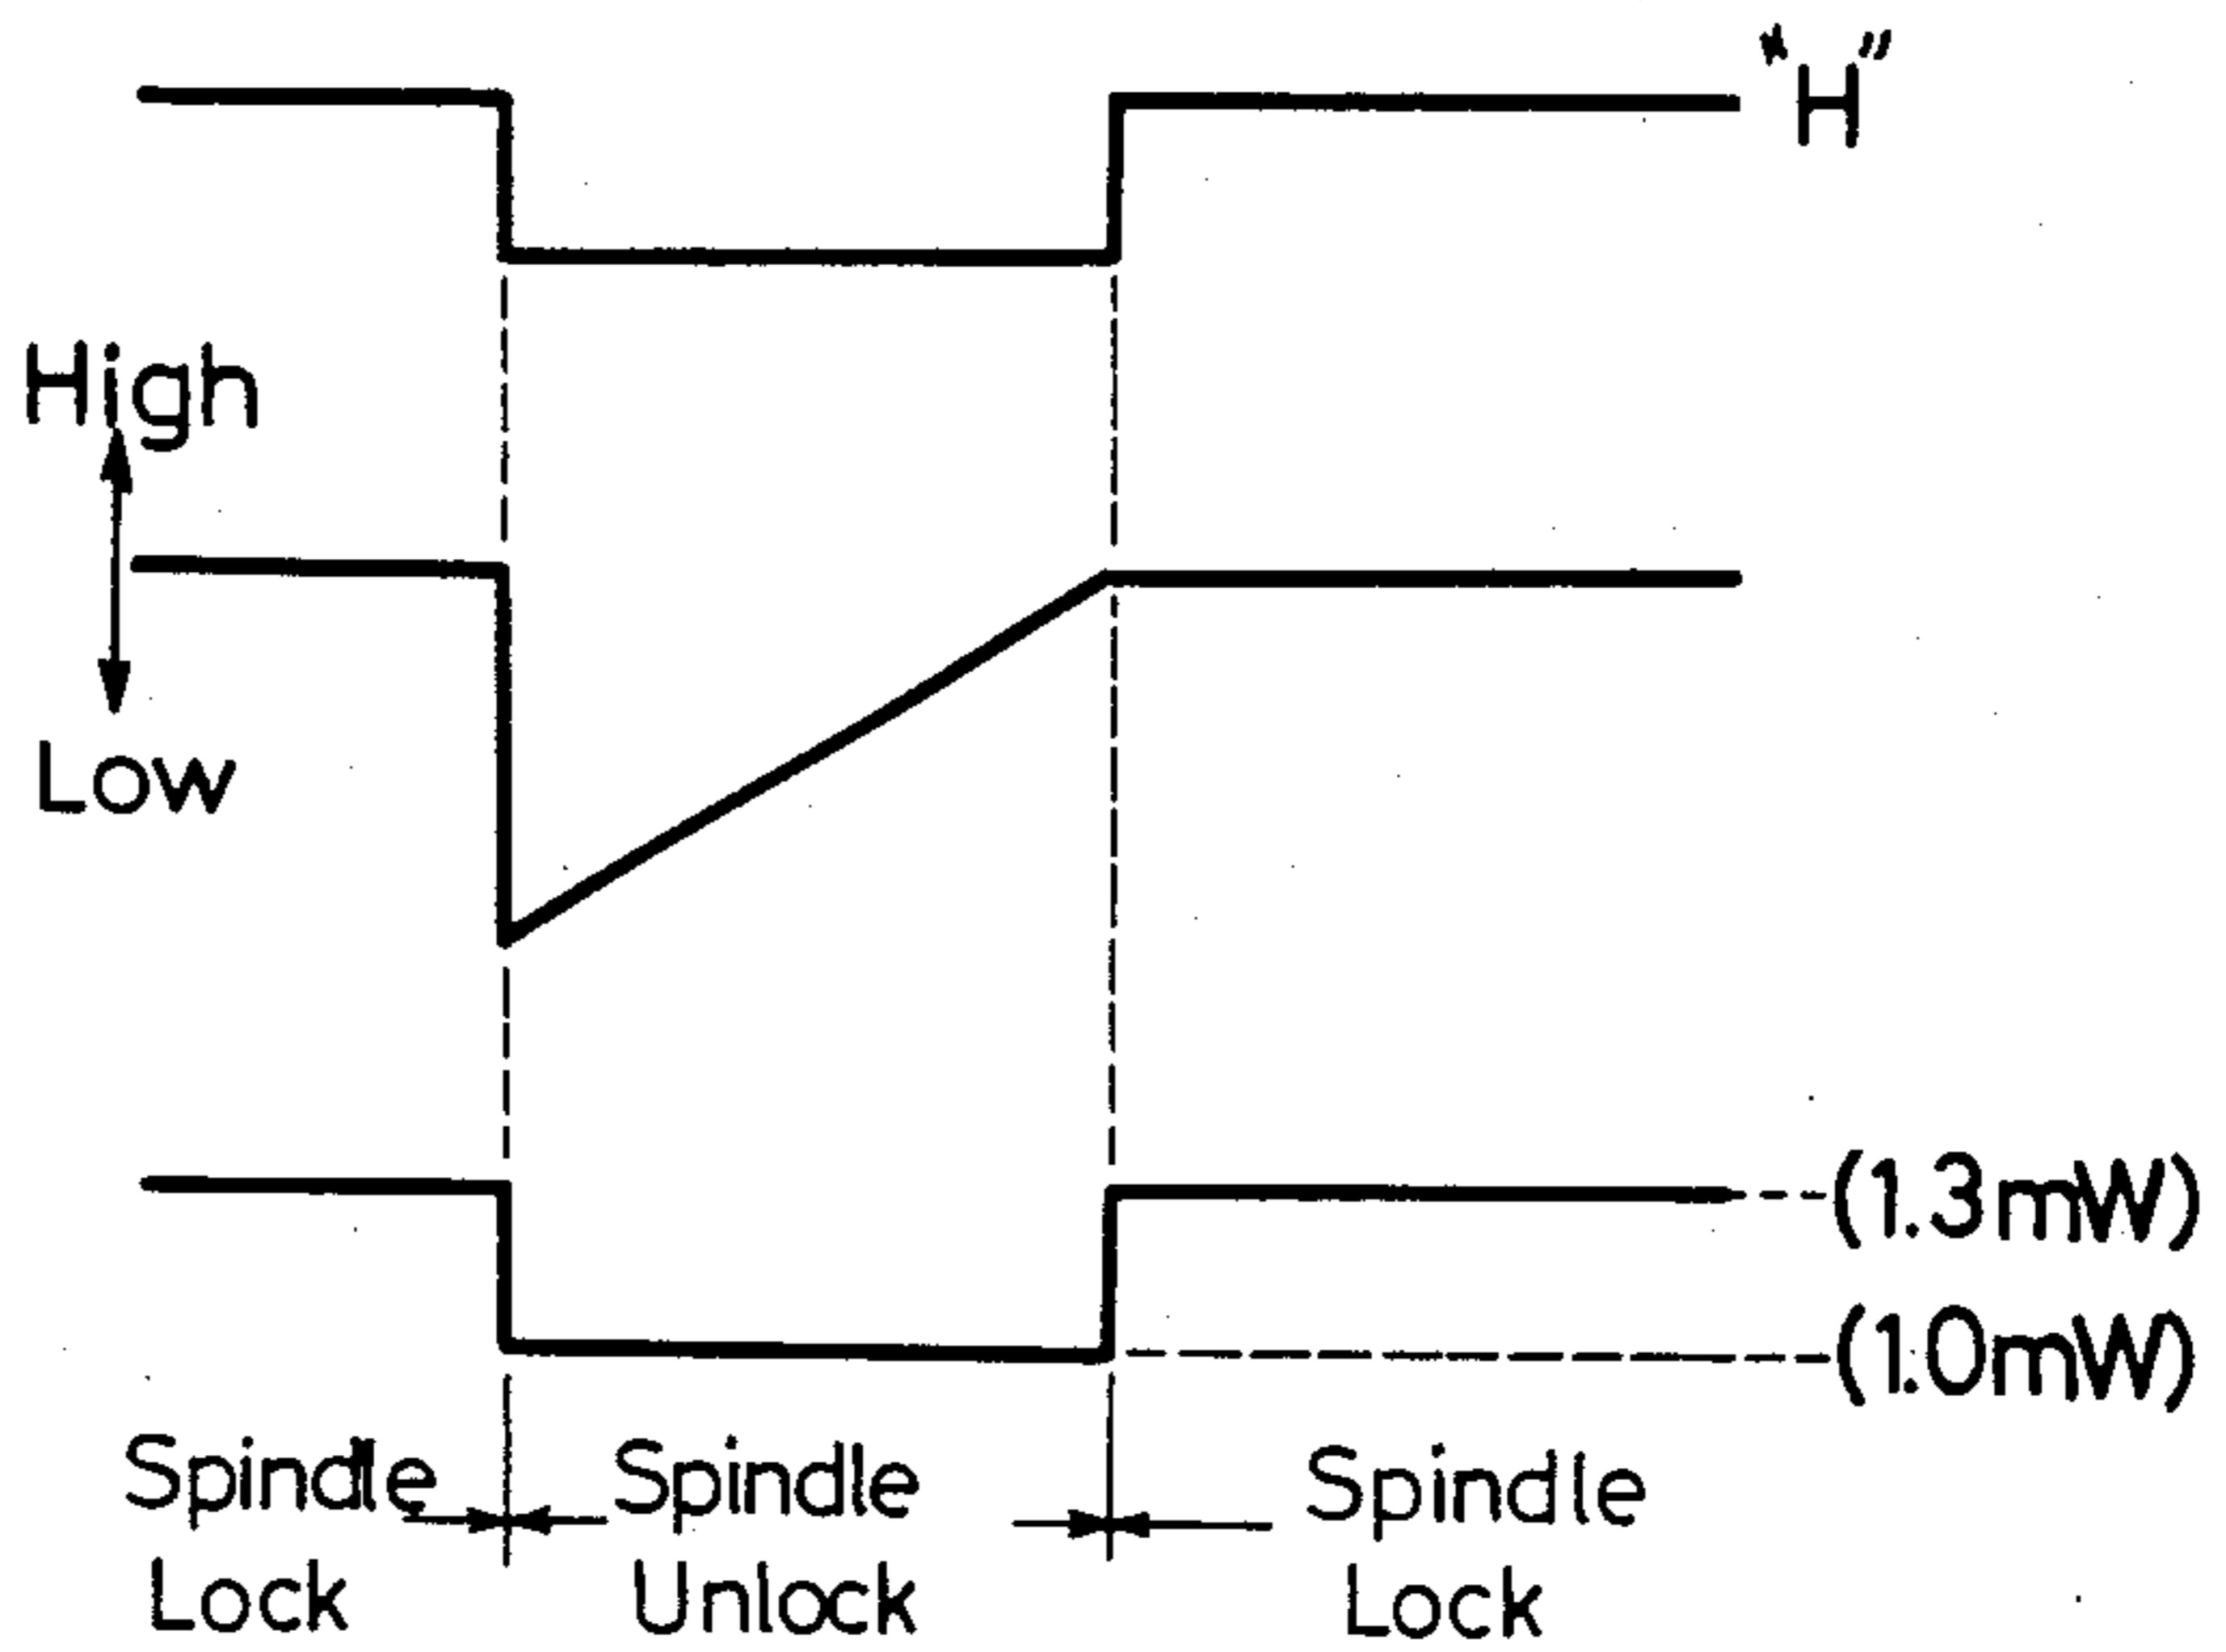 “H”
High
Low
(1.3mW)
(1.0mW)
Spindle
Lock
Spindle
Unlock
Spindle
Lock